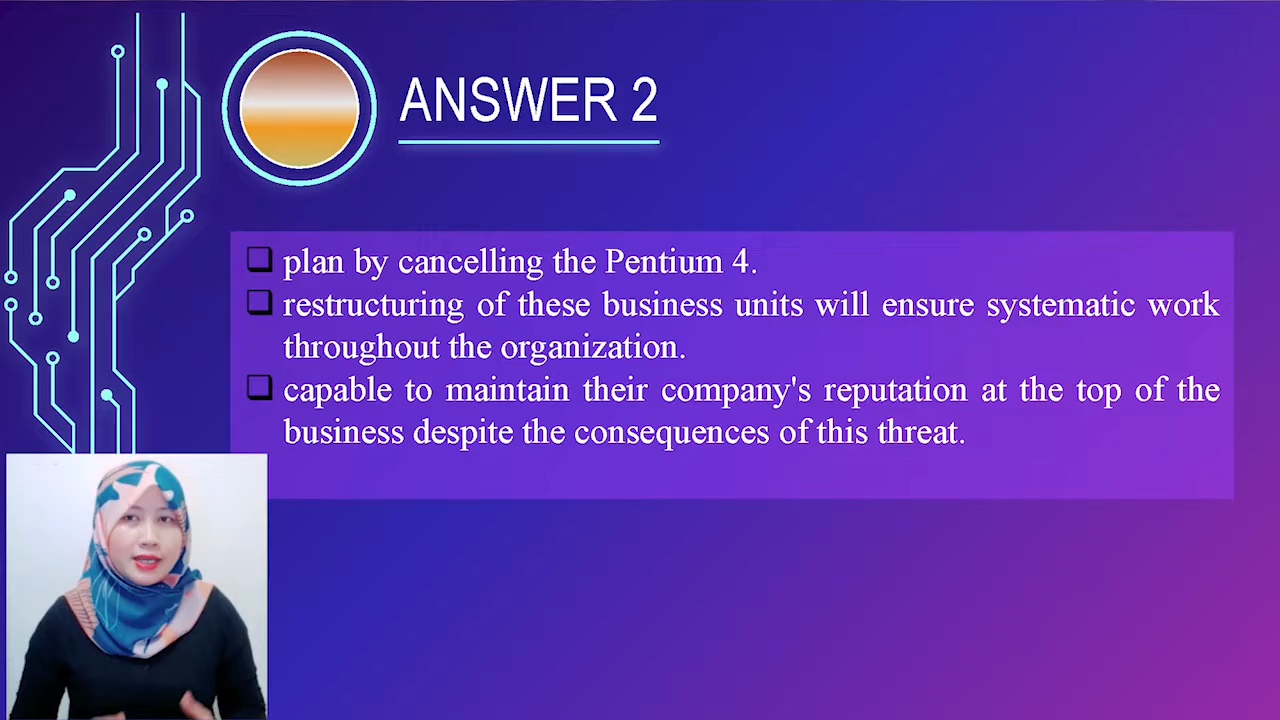 ANSWER 2
plan by cancelling the Pentium 4.
restructuring of these business units will ensure systematic work
throughout the organization.
capable to maintain their company's reputation at the top of the
business despite the consequences of this threat.